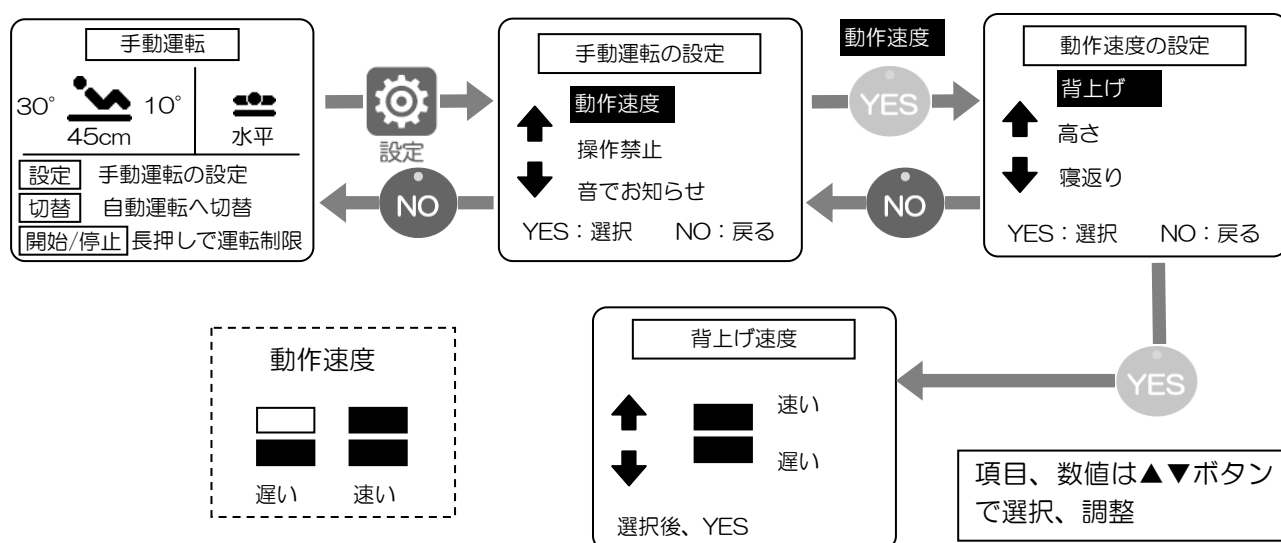 手動運転
30°
10°
45cm
水平
設定 手動運転の設定
切替 自動運転へ切替
開始/停止 長押しで運転制限
設定
NO
手動運転の設定
動作速度
操作禁止
音でお知らせ
YES:選択 NO:戻る
動作速度
YES
NO
動作速度の設定
背上げ
高さ
寝返り
YES:選択 NO:戻る
YES
動作速度
遅い 速い
背上げ速度
速い
遅い
選択後、YES
項目、数値は▲▼ボタン
で選択、調整